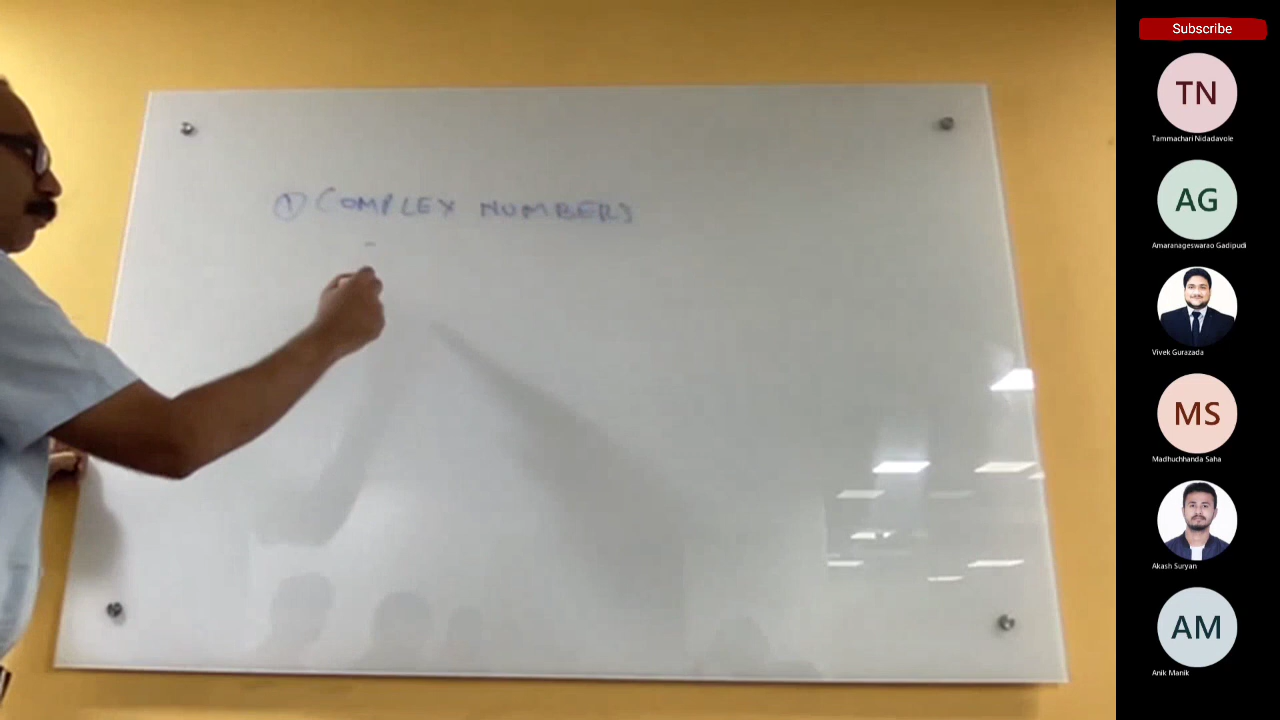 ① COMPLEX NUMBERS
-
Subscribe
TN
Tammachari Nidadavole
AG
Amaranageswarao Gadipudi
Vivek Gurazada
MS
Madhuchhanda Saha
Akash Suryan
AM
Anik Manik